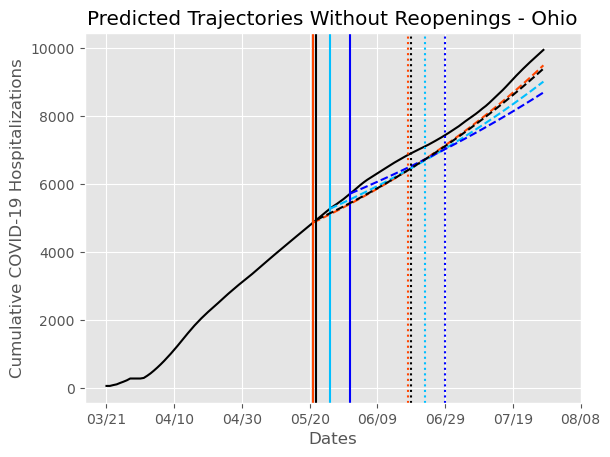 Predicted Trajectories Without Reopenings - Ohio
Cumulative COVID-19 Hospitalizations
10000
8000
6000
4000
2000
0
03/21 04/10 04/30 05/20 06/09 06/29 07/19 08/08
Dates